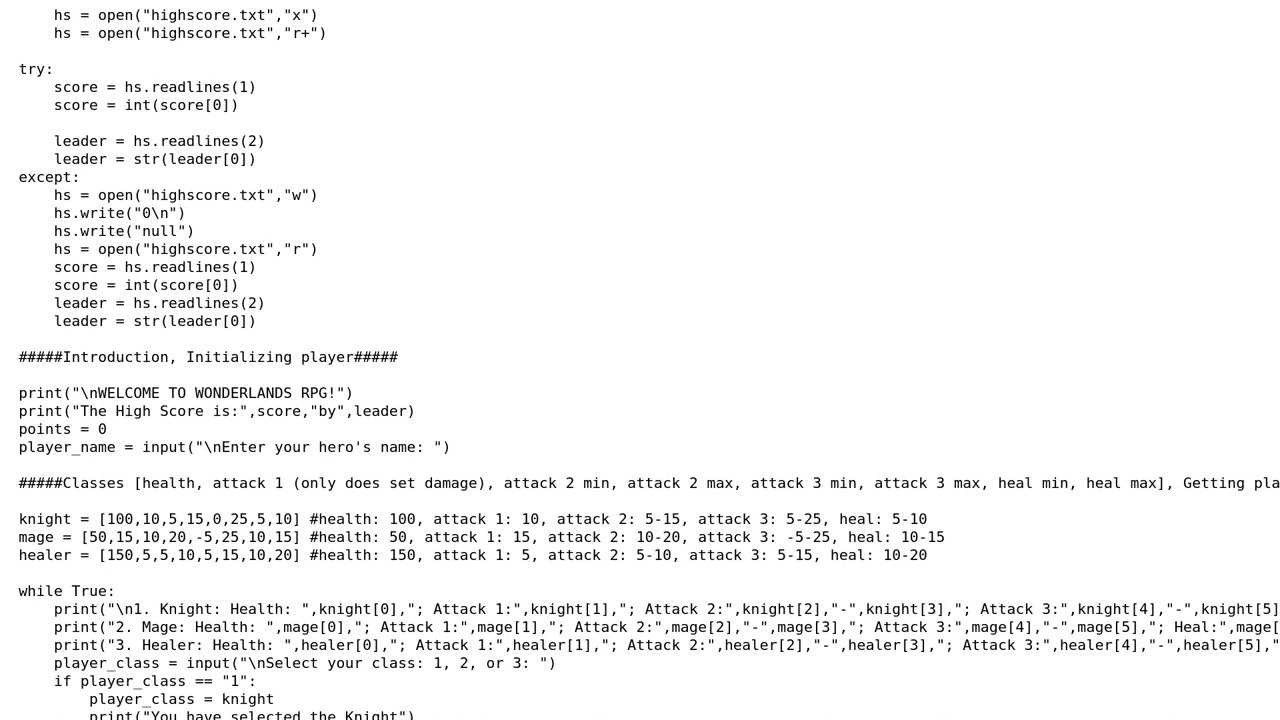 hs = open("highscore.txt","x")
    hs = open("highscore.txt","r+")

try:
    score = hs.readlines(1)
    score = int(score[0])

    leader = hs.readlines(2)
    leader = str(leader[0])
except:
    hs = open("highscore.txt","w")
    hs.write("0\n")
    hs.write("null")
    hs = open("highscore.txt","r")
    score = hs.readlines(1)
    score = int(score[0])
    leader = hs.readlines(2)
    leader = str(leader[0])

#####Introduction, Initializing player#####

print("\nWELCOME TO WONDERLANDS RPG!")
print("The High Score is:",score,"by",leader)
points = 0
player_name = input("\nEnter your hero's name: ")

#####Classes [health, attack 1 (only does set damage), attack 2 min, attack 2 max, attack 3 min, attack 3 max, heal min, heal max], Getting pla

knight = [100,10,5,15,0,25,5,10] #health: 100, attack 1: 10, attack 2: 5-15, attack 3: 5-25, heal: 5-10
mage = [50,15,10,20,-5,25,10,15] #health: 50, attack 1: 15, attack 2: 10-20, attack 3: -5-25, heal: 10-15
healer = [150,5,5,10,5,15,10,20] #health: 150, attack 1: 5, attack 2: 5-10, attack 3: 5-15, heal: 10-20

while True:
    print("\n1. Knight: Health: ",knight[0],"; Attack 1:",knight[1],"; Attack 2:",knight[2],"-",knight[3],"; Attack 3:",knight[4],"-",knight[5]
    print("2. Mage: Health: ",mage[0],"; Attack 1:",mage[1],"; Attack 2:",mage[2],"-",mage[3],"; Attack 3:",mage[4],"-",mage[5],"; Heal:",mage[
    print("3. Healer: Health: ",healer[0],"; Attack 1:",healer[1],"; Attack 2:",healer[2],"-",healer[3],"; Attack 3:",healer[4],"-",healer[5],"
    player_class = input("\nSelect your class: 1, 2, or 3: ")
    if player_class == "1":
        player_class = knight
        print("You have selected the Knight")